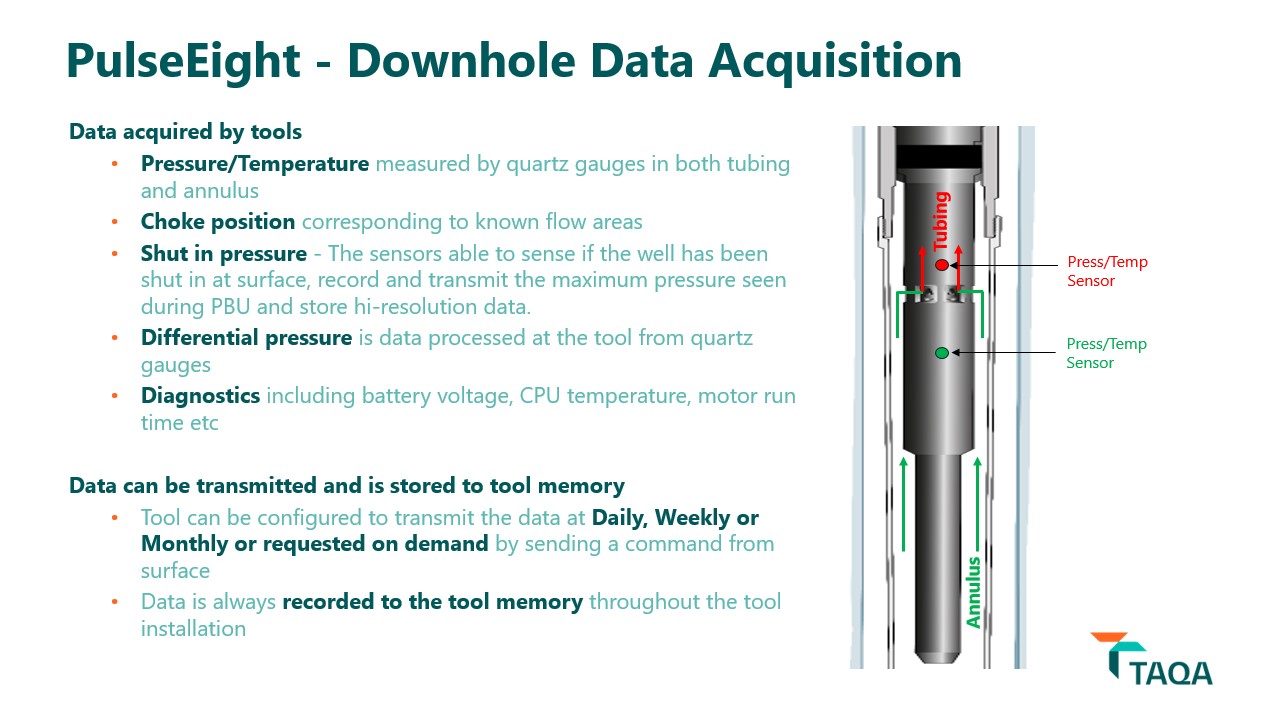 PulseEight - Downhole Data Acquisition
Data acquired by tools
• Pressure/Temperature measured by quartz gauges in both tubing
and annulus
• Choke position corresponding to known flow areas
• Shut in pressure - The sensors able to sense if the well has been
shut in at surface, record and transmit the maximum pressure seen
during PBU and store hi-resolution data.
• Differential pressure is data processed at the tool from quartz
gauges
• Diagnostics including battery voltage, CPU temperature, motor run
time etc
Data can be transmitted and is stored to tool memory
• Tool can be configured to transmit the data at Daily, Weekly or
Monthly or requested on demand by sending a command from
surface
• Data is always recorded to the tool memory throughout the tool
installation
Tubing
Press/Temp
Sensor
Press/Temp
Sensor
Annulus
TAQA